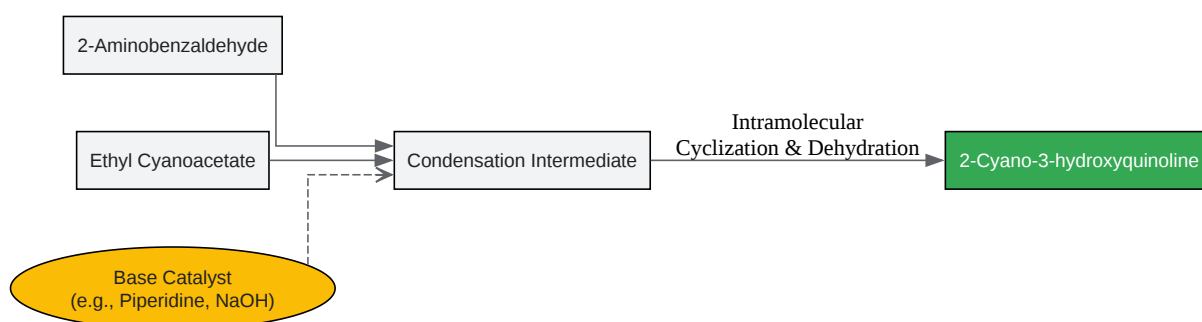 2-Aminobenzaldehyde
Ethyl Cyanoacetate
Base Catalyst
(e.g., Piperidine, NaOH)
Condensation Intermediate
Intramolecular
Cyclization & Dehydration
2-Cyano-3-hydroxyquinoline